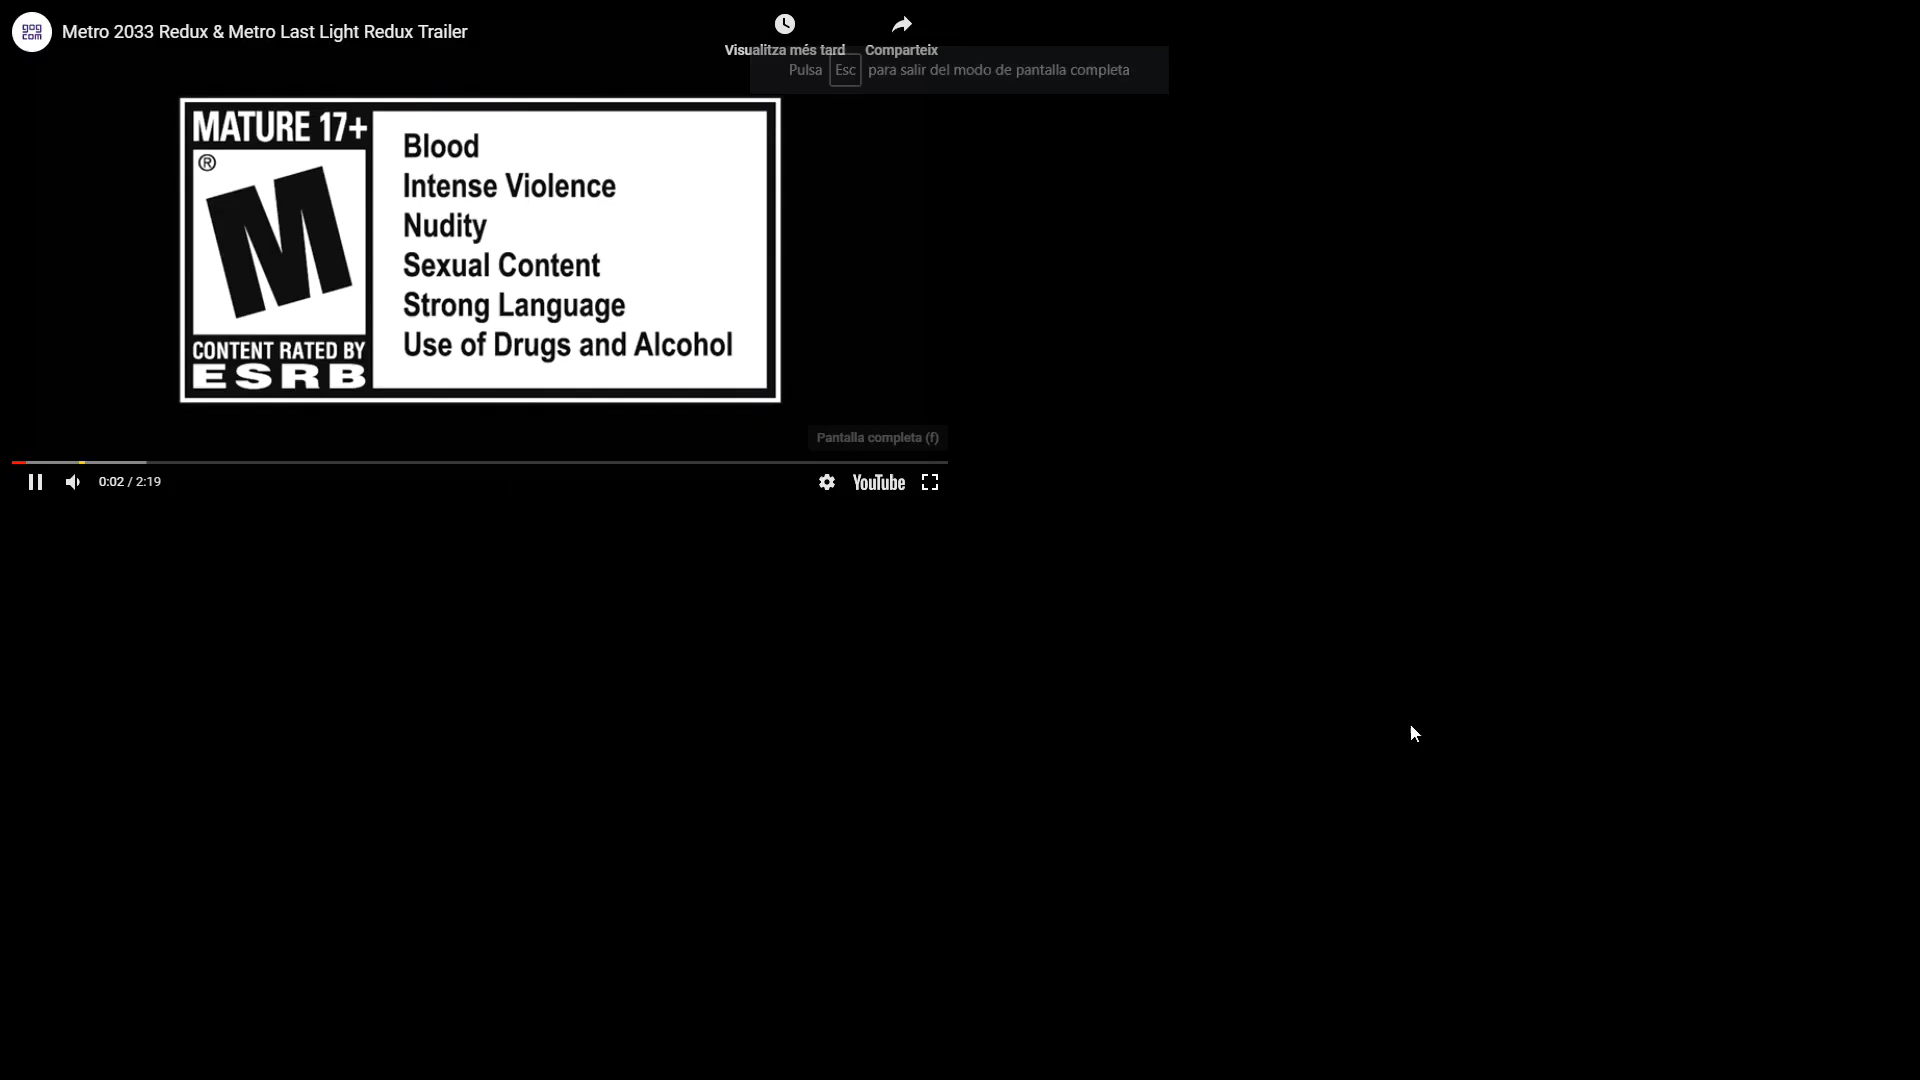 gog
com
Metro 2033 Redux & Metro Last Light Redux Trailer
Visualitza més tard
Comparteix
Pulsa Esc para salir del modo de pantalla completa
MATURE 17+
®
M
CONTENT RATED BY
ESRB
Blood
Intense Violence
Nudity
Sexual Content
Strong Language
Use of Drugs and Alcohol
Pantalla completa (f)
0:02 / 2:19
YouTube